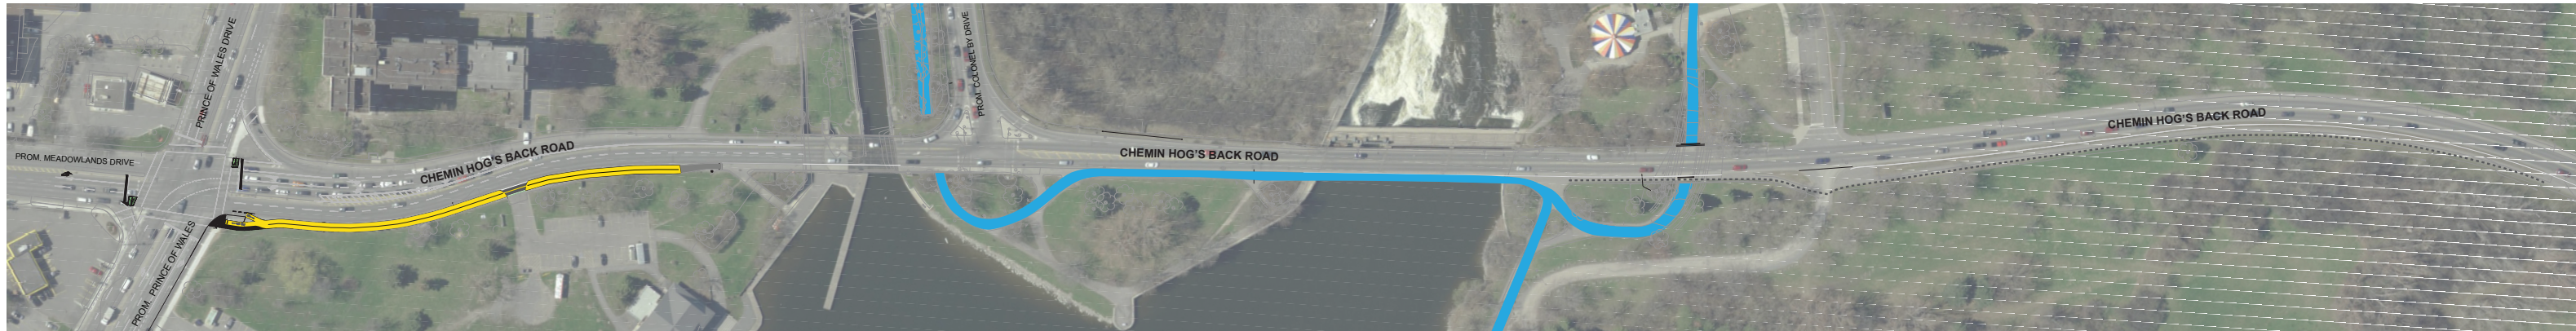 PRINCE OF WALES DRIVE
PROM. COLONEL BY DRIVE
PROM. MEADOWLANDS DRIVE
CHEMIN HOG'S BACK ROAD
CHEMIN HOG'S BACK ROAD
CHEMIN HOG'S BACK ROAD
PROM. PRINCE OF WALES